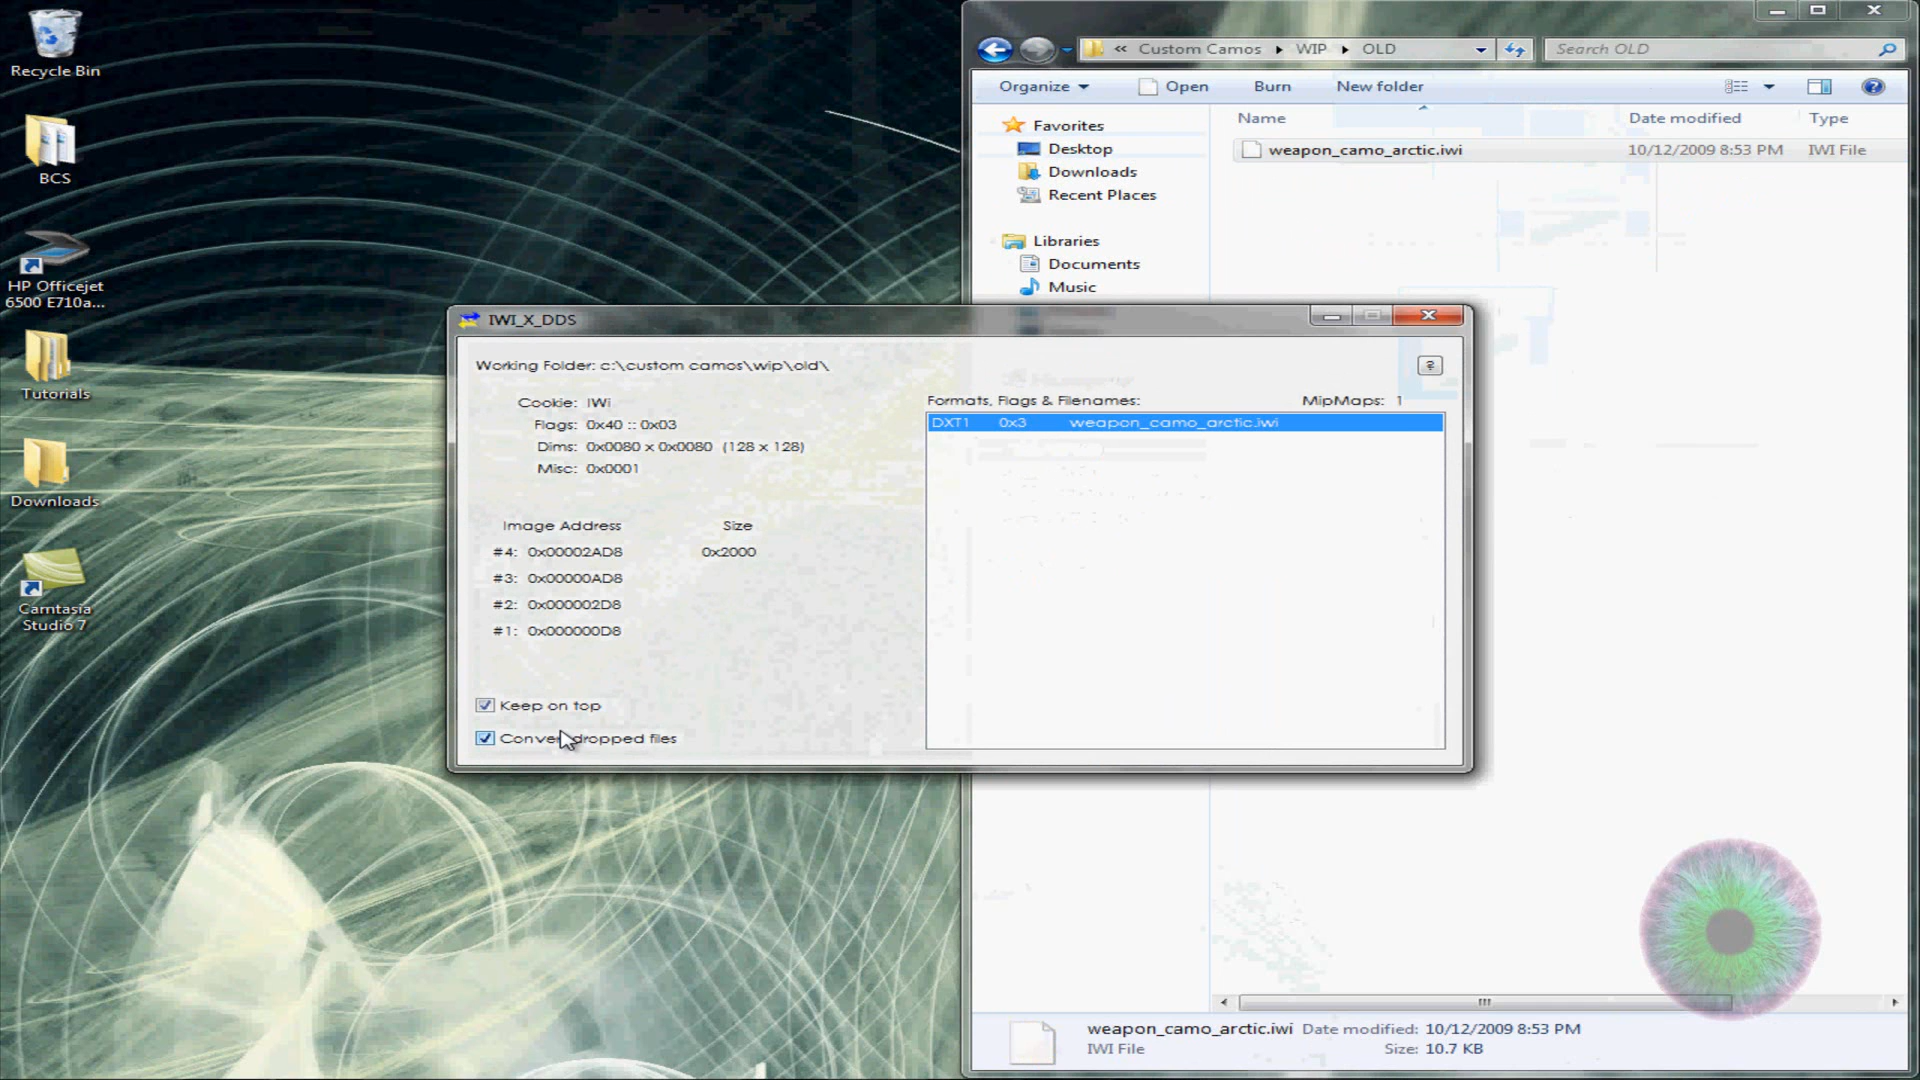 Recycle Bin
BCS
HP Officejet
6500 E710a...
Tutorials
Downloads
Camtasia
Studio 7
« Custom Camos ▸ WIP ▸ OLD
Search OLD
Organize
Open
Burn
New folder
Favorites
Desktop
Downloads
Recent Places
Libraries
Documents
Music
Name
Date modified
Type
weapon_camo_arctic.iwi
10/12/2009 8:53 PM
IWI File
IWI_X_DDS
Working Folder: c:\custom camos\wip\old\
?
Cookie: IWi
Flags: 0x40 :: 0x03
Dims: 0x0080 x 0x0080 (128 x 128)
Misc: 0x0001
Image Address Size
#4: 0x00002AD8 0x2000
#3: 0x00000AD8
#2: 0x000002D8
#1: 0x000000D8
Keep on top
Convert dropped files
Formats, Flags & Filenames: MipMaps: 1
DXT1 0x3 weapon_camo_arctic.iwi
weapon_camo_arctic.iwi Date modified: 10/12/2009 8:53 PM
IWI File Size: 10.7 KB